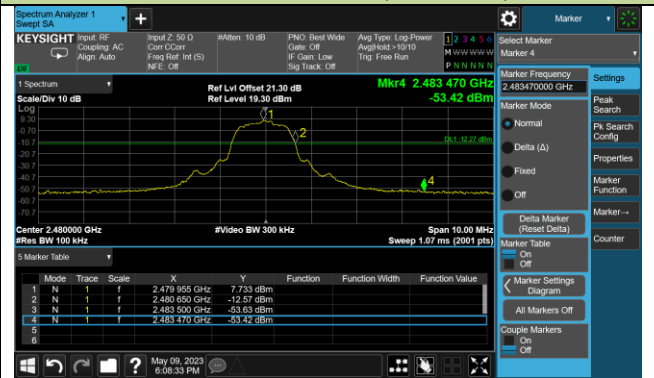 Spectrum Analyzer 1
Swept SA
+
Marker
KEYSIGHT
Input: RF
Coupling: AC
Align: Auto
Input Z: 50 Ω
Corr CCorr
Freq Ref: Int (S)
NFE: Off
#Atten: 10 dB
PNO: Best Wide
Gate: Off
IF Gain: Low
Sig Track: Off
Avg Type: Log-Power
Avg|Hold:>10/10
Trig: Free Run
1 2 3 4 5 6
M W W W W W
P N N N N N
LXI
Select Marker
Marker 4
1 Spectrum
Scale/Div 10 dB
Ref Lvl Offset 21.30 dB
Ref Level 19.30 dBm
Mkr4 2.483 470 GHz
-53.42 dBm
Log
9.30
-0.70
-10.7
-20.7
-30.7
-40.7
-50.7
-60.7
-70.7
1
2
4
DL1 -12.27 dBm
Center 2.480000 GHz
#Res BW 100 kHz
#Video BW 300 kHz
Span 10.00 MHz
Sweep 1.07 ms (2001 pts)
5 Marker Table
Mode Trace Scale X Y Function Function Width Function Value
1 N 1 f 2.479 955 GHz 7.733 dBm
2 N 1 f 2.480 650 GHz -12.57 dBm
3 N 1 f 2.483 500 GHz -53.63 dBm
4 N 1 f 2.483 470 GHz -53.42 dBm
5
6
Marker Frequency
2.483470000 GHz
Marker Mode
Normal
Delta (Δ)
Fixed
Off
Delta Marker
(Reset Delta)
Marker Table
On
Off
Marker Settings
Diagram
All Markers Off
Couple Markers
On
Off
Settings
Peak
Search
Pk Search
Config
Properties
Marker
Function
Marker→
Counter
?
May 09, 2023
6:08:33 PM